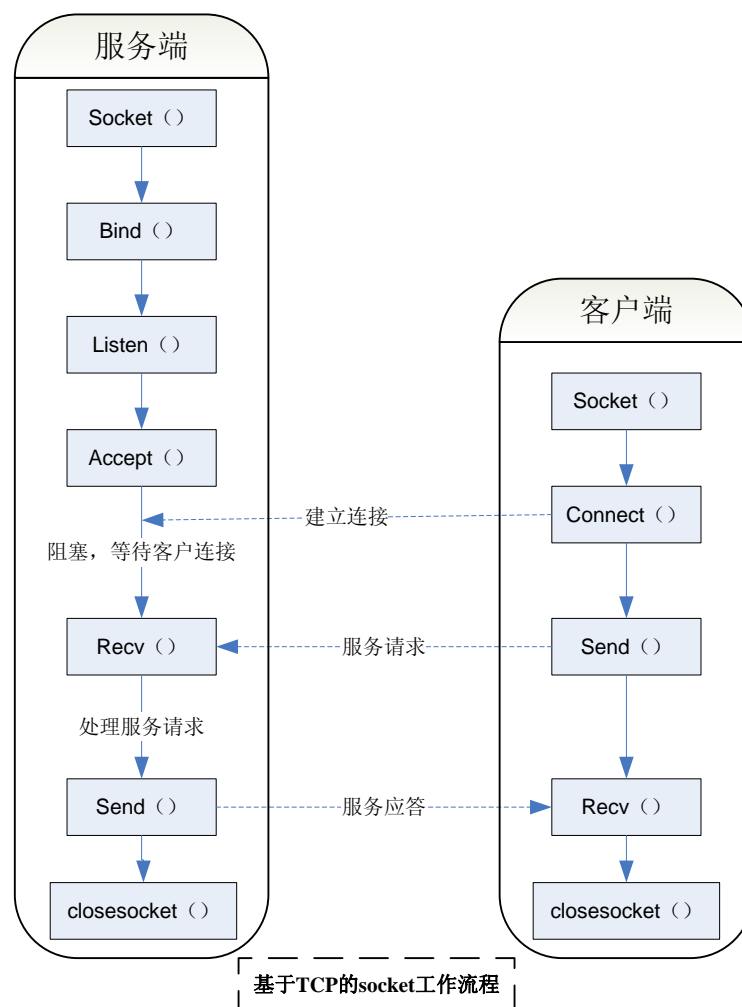 服务端
Socket（）
Bind（）
Listen（）
Accept（）
阻塞，等待客户连接
Recv（）
处理服务请求
Send（）
closesocket（）
建立连接
服务请求
服务应答
客户端
Socket（）
Connect（）
Send（）
Recv（）
closesocket（）
基于TCP的socket工作流程